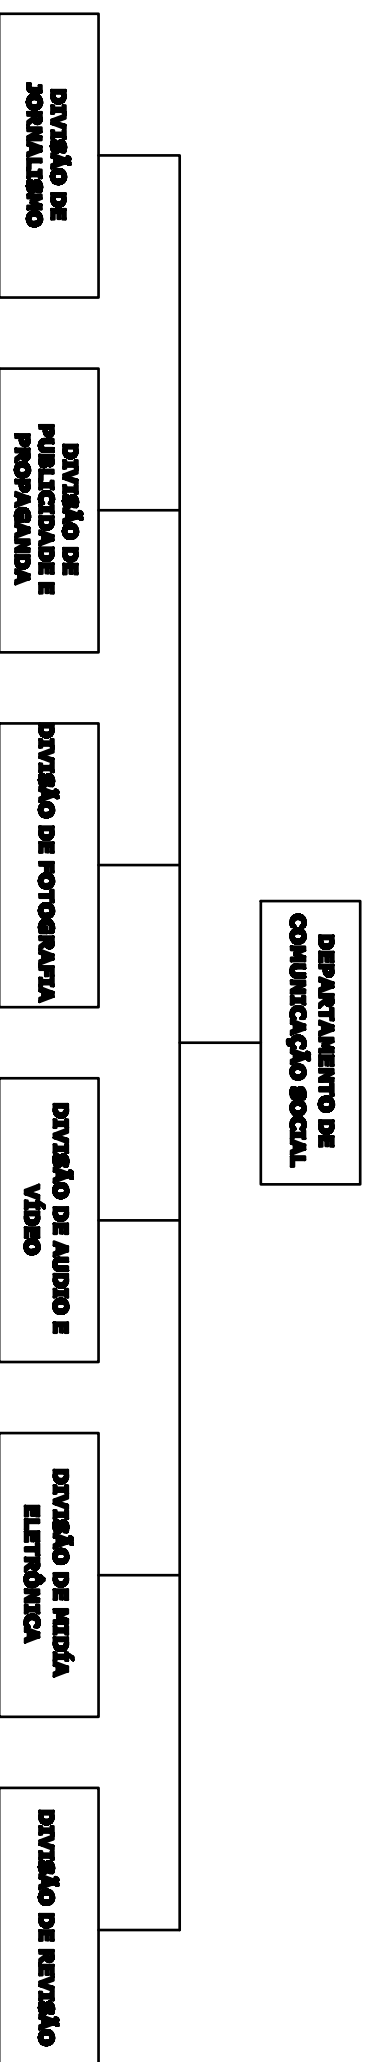 DEPARTAMENTO DE
COMUNICAÇÃO SOCIAL
DIVISÃO DE
JORNALISMO
DIVISÃO DE
PUBLICIDADE E
PROPAGANDA
DIVISÃO DE FOTOGRAFIA
DIVISÃO DE AUDIO E
VÍDEO
DIVISÃO DE MIDÍA
ELETRÔNICA
DIVISÃO DE REVISÃO